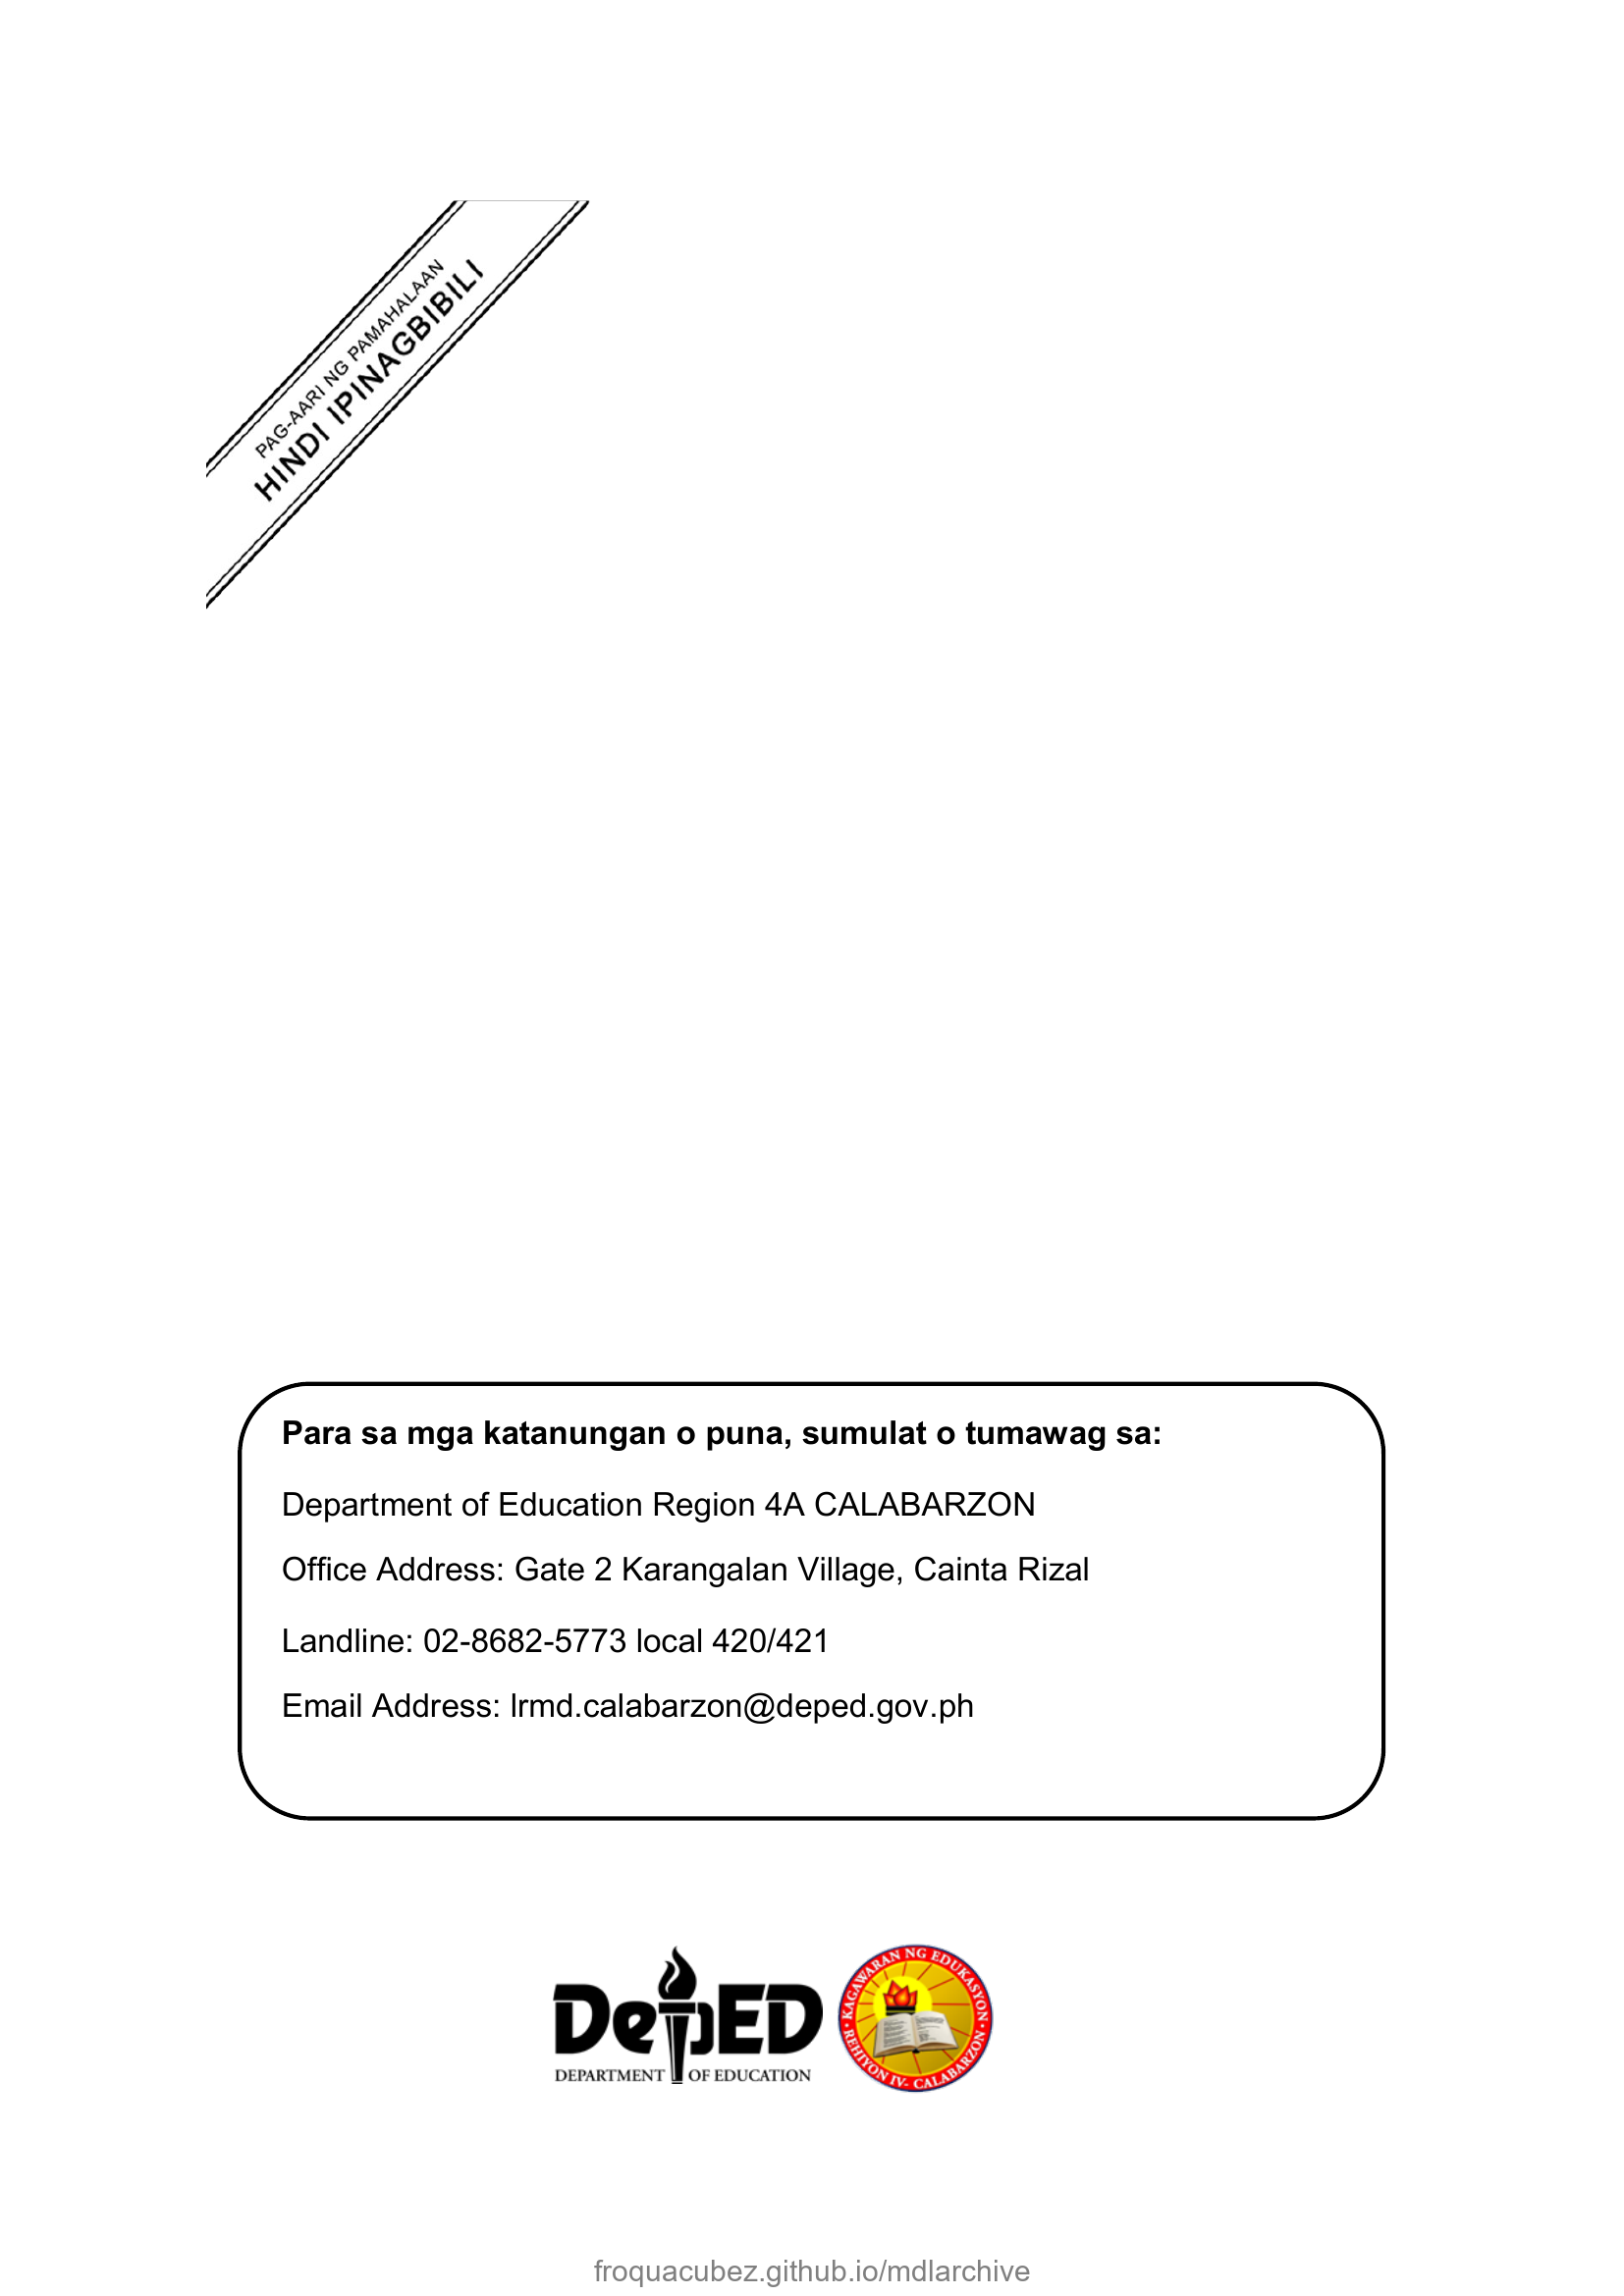 PAG-AARI NG PAMAHALAAN
HINDI IPINAGBIBILI
Para sa mga katanungan o puna, sumulat o tumawag sa:
Department of Education Region 4A CALABARZON
Office Address: Gate 2 Karangalan Village, Cainta Rizal
Landline: 02-8682-5773 local 420/421
Email Address: lrmd.calabarzon@deped.gov.ph
DepED
DEPARTMENT OF EDUCATION
KAGAWARAN NG EDUKASYON
REHIYON IV- CALABARZON
froquacubez.github.io/mdlarchive